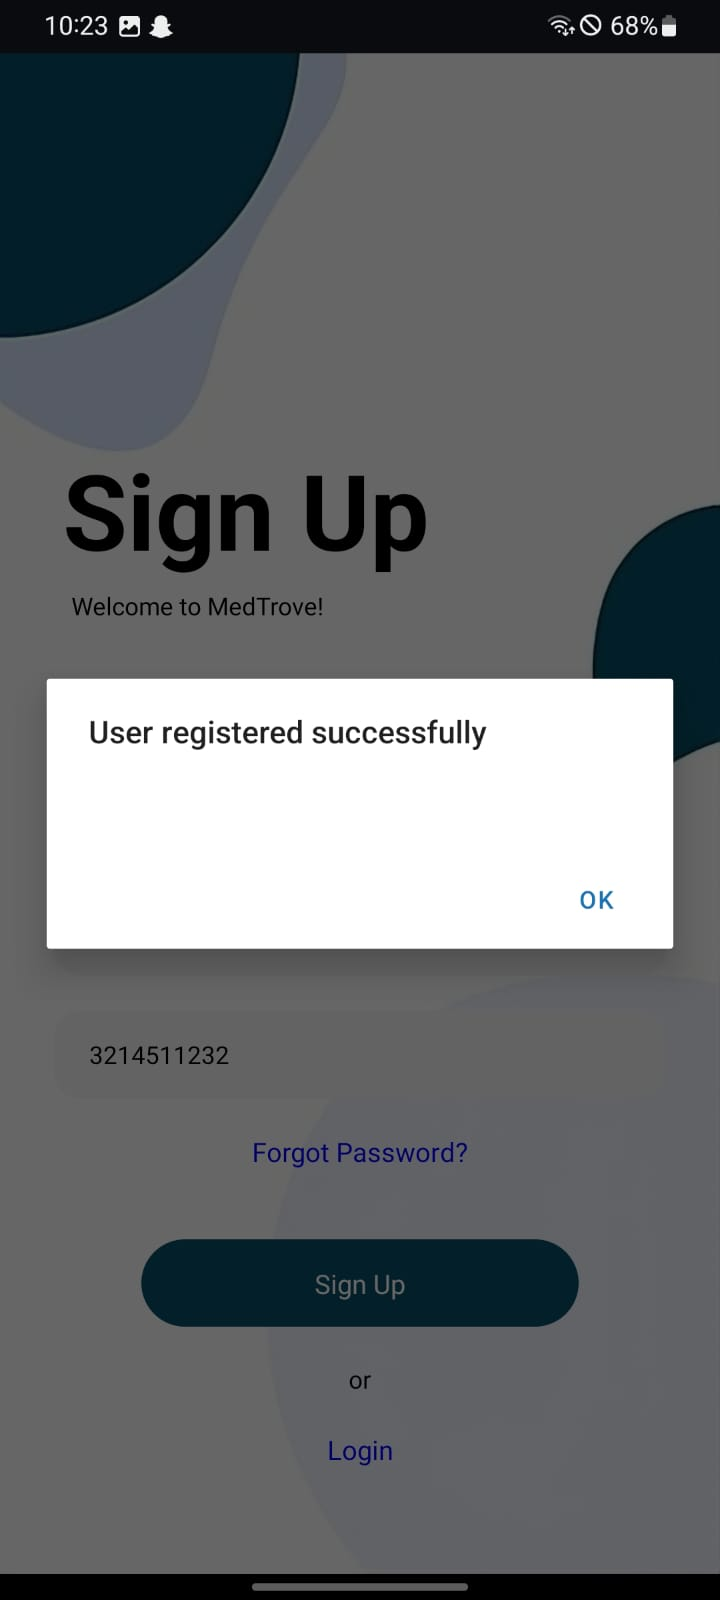 10:23 68%
Sign Up
Welcome to MedTrove!
User registered successfully
OK
3214511232
Forgot Password?
Sign Up
or
Login